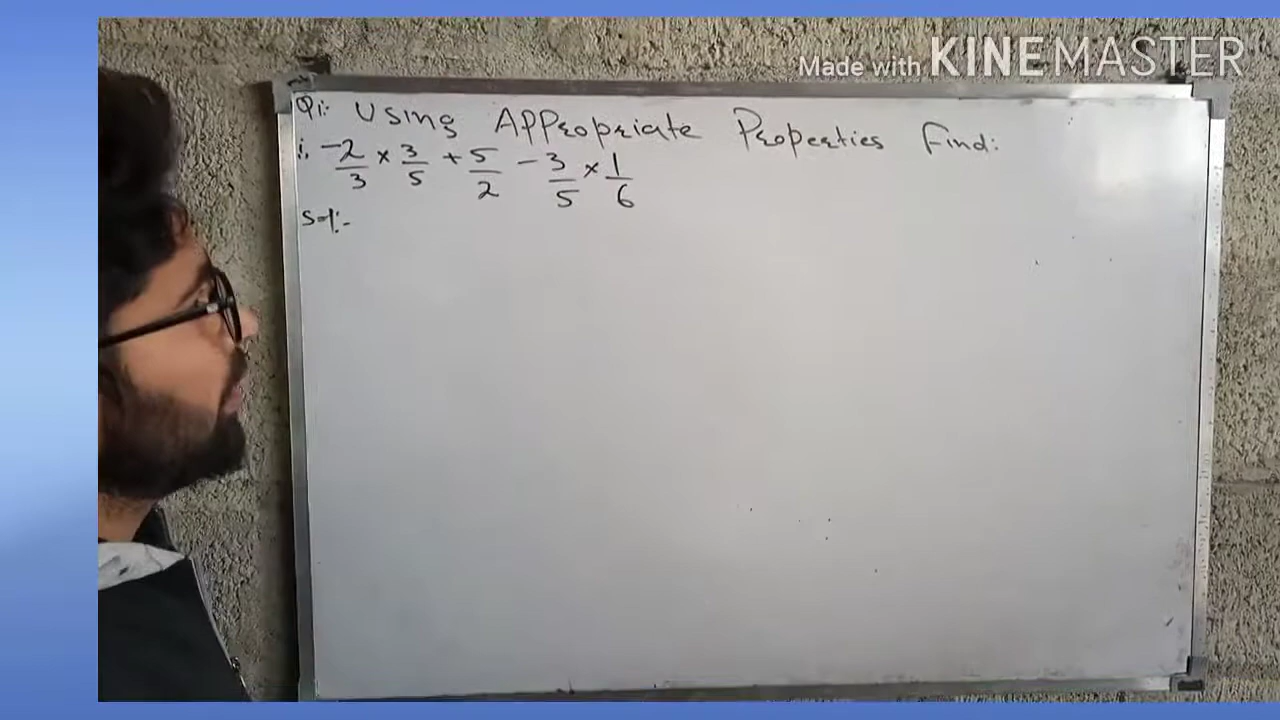 Made with KINEMASTER
Q1:- Using Appropriate Properties Find:
i. -2/3 × 3/5 + 5/2 - 3/5 × 1/6
Sol:-